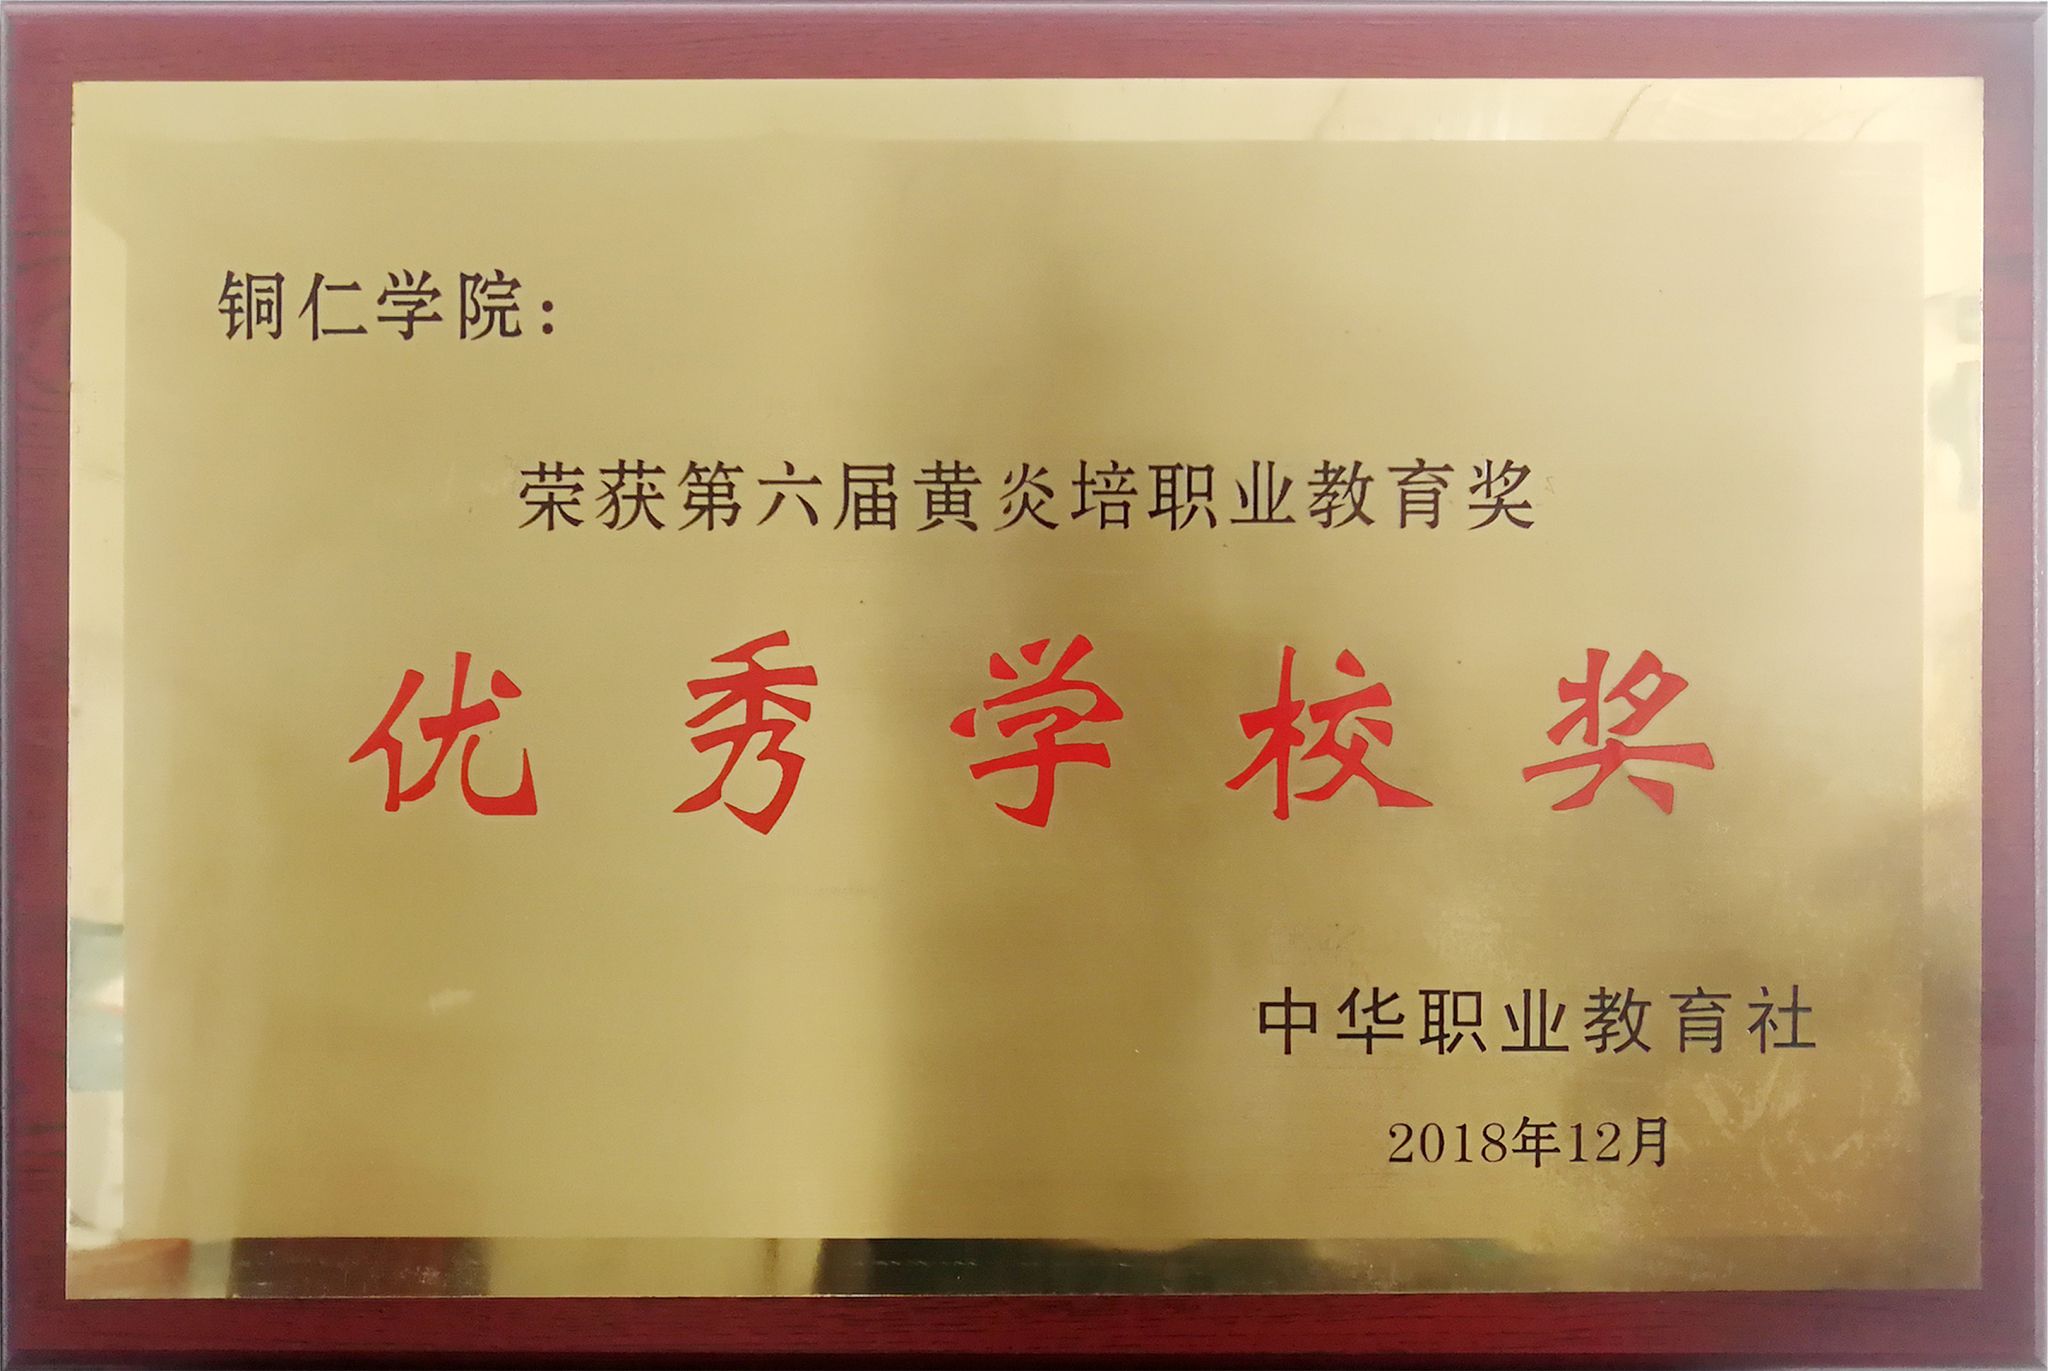 铜仁学院：
荣获第六届黄炎培职业教育奖
优秀学校奖
中华职业教育社
2018年12月